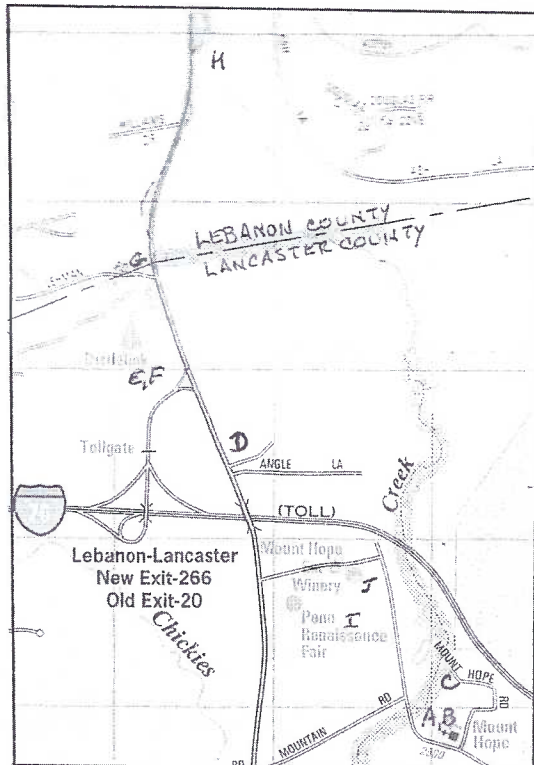 H
LEBANON COUNTY
LANCASTER COUNTY
G
E,F
Tollgate
D
ANGLE LA
Creek
(TOLL)
Lebanon-Lancaster
New Exit-266
Old Exit-20
Mount Hope
Winery
J
Penn
Renaissance
Fair
I
Chickies
MOUNT HOPE
RD
C
A,B
Mount
Hope
MOUNTAIN RD
RD